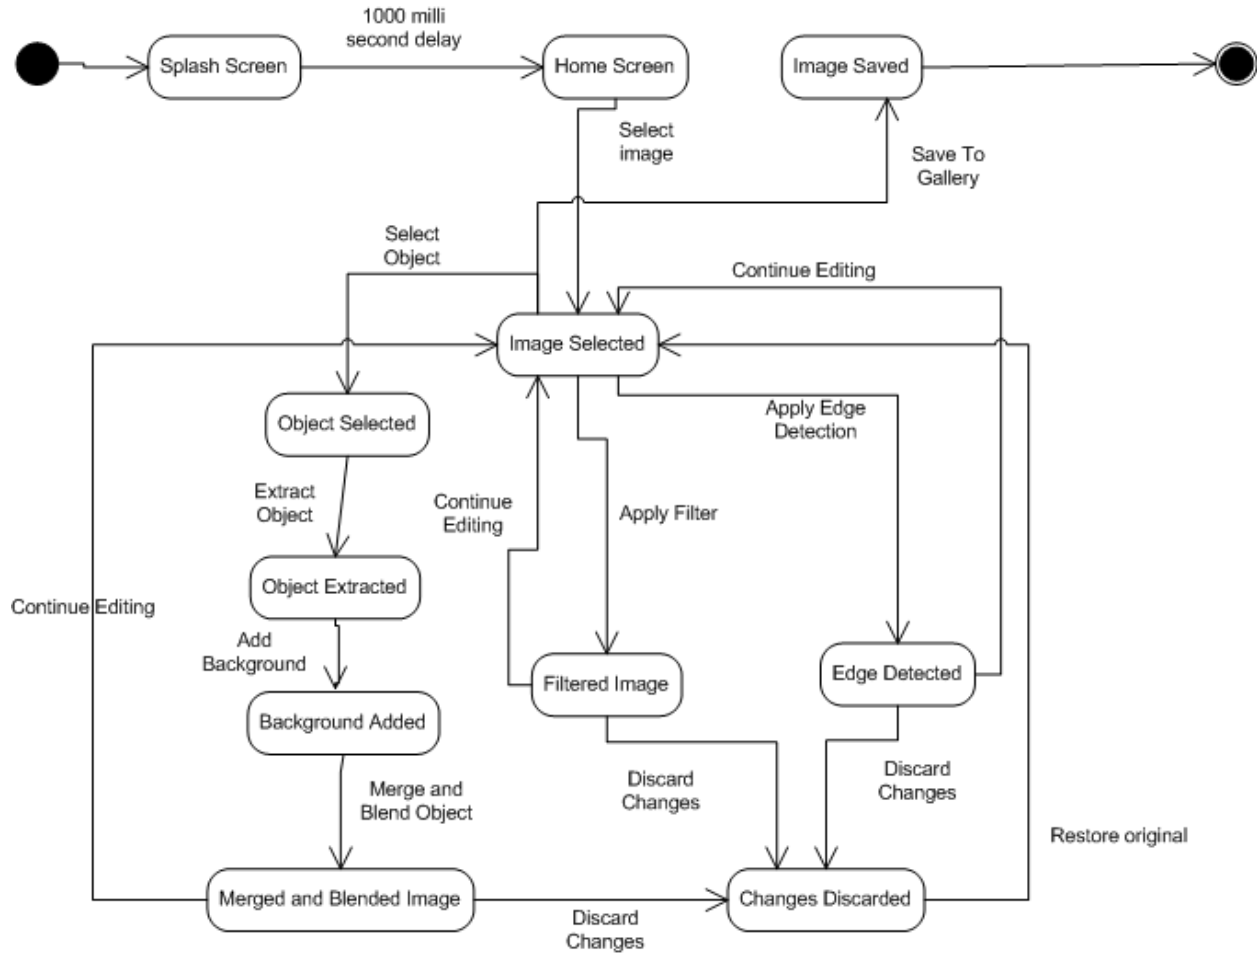 1000 milli
second delay
Splash Screen
Home Screen
Image Saved
Select
image
Save To
Gallery
Select
Object
Continue Editing
Image Selected
Apply Edge
Detection
Object Selected
Extract
Object
Continue
Editing
Apply Filter
Object Extracted
Continue Editing
Add
Background
Filtered Image
Edge Detected
Background Added
Discard
Changes
Discard
Changes
Merge and
Blend Object
Restore original
Merged and Blended Image
Changes Discarded
Discard
Changes